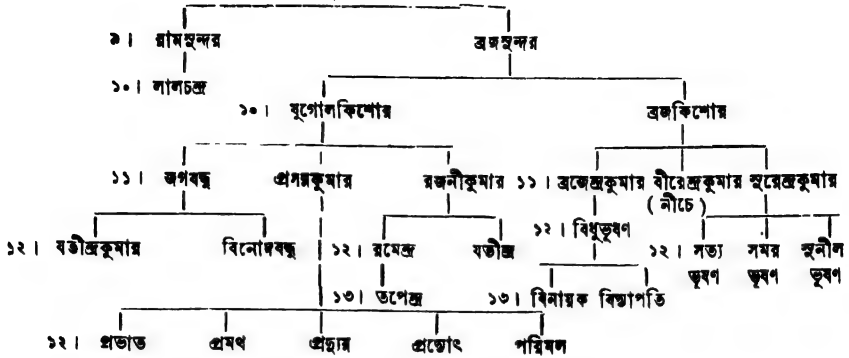 ৯। রামসুন্দর ব্রজসুন্দর
১০। লালচন্দ্র
১০। যুগোলকিশোর ব্রজকিশোর
১১। জগবন্ধু প্রসন্নকুমার রজনীকুমার ১১। ব্রজেন্দ্রকুমার বীরেন্দ্রকুমার সুরেন্দ্রকুমার
(নীচে)
১২। যতীন্দ্রকুমার বিনোদবন্ধু ১২। রমেন্দ্র যতীন্দ্র ১২। বিধুভূষণ ১২। সত্য সমর সুনীল
ভূষণ ভূষণ ভূষণ
১৩। তপেন্দ্র ১৩। বিনায়ক বিদ্যাপতি
১২। প্রভাত প্রমথ প্রদ্যুম্ন প্রদ্যোৎ পরিমল